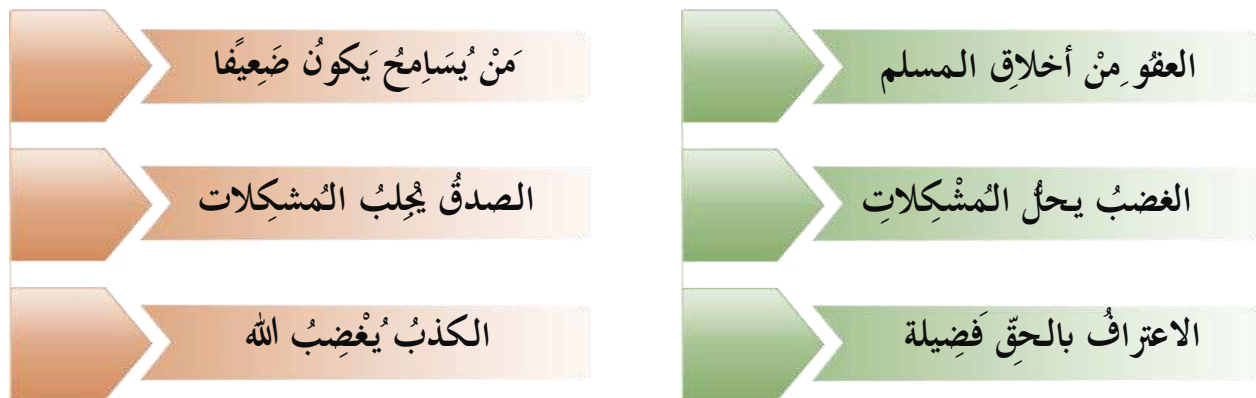 العفُو مِنْ أخلاقِ المسلم
الغضبُ يحلُّ المُشْكِلاتِ
الاعترافُ بالحقِّ فَضِيلة
مَنْ يُسَامِحُ يَكونُ ضَعِيفًا
الصدقُ يُجْلِبُ المُشكِلات
الكذبُ يُغْضِبُ الله